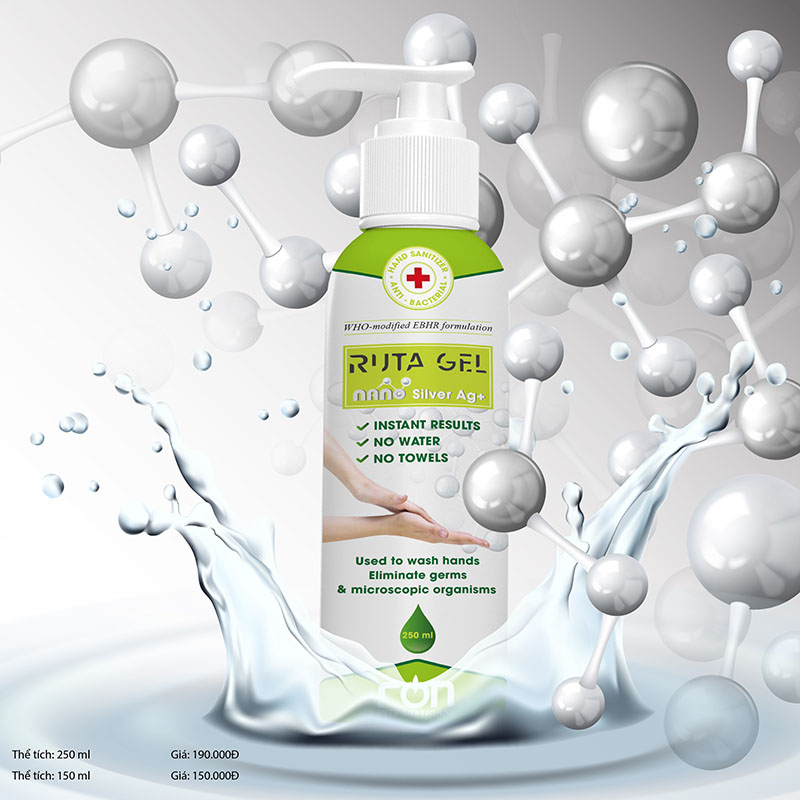 HAND SANITIZER
ANTI - BACTERIAL
WHO-modified EBHR formulation
RUTA GEL
nano Silver Ag+
INSTANT RESULTS
NO WATER
NO TOWELS
Used to wash hands
Eliminate germs
& microscopic organisms
250 ml
con
Thể tích: 250 ml Giá: 190.000Đ
Thể tích: 150 ml Giá: 150.000Đ